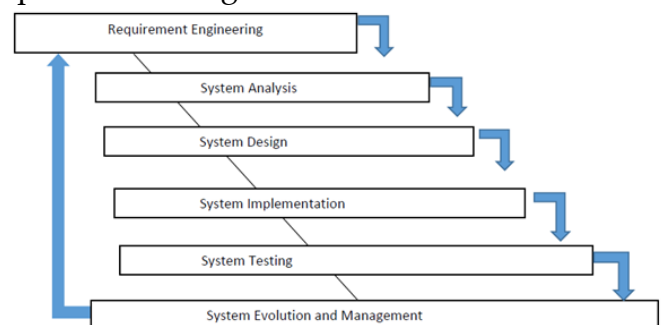 Requirement Engineering
System Analysis
System Design
System Implementation
System Testing
System Evolution and Management